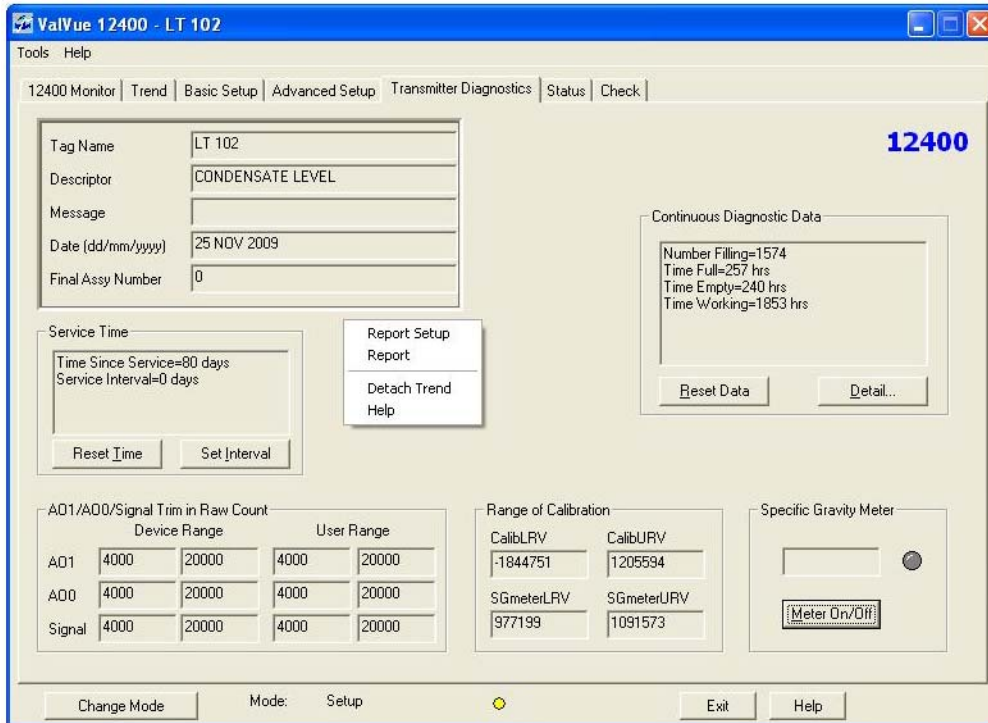 ValVue 12400 - LT 102
Tools Help
12400 Monitor Trend Basic Setup Advanced Setup Transmitter Diagnostics Status Check
12400
Tag Name LT 102
Descriptor CONDENSATE LEVEL
Message
Date (dd/mm/yyyy) 25 NOV 2009
Final Assy Number 0
Continuous Diagnostic Data
Number Filling=1574
Time Full=257 hrs
Time Empty=240 hrs
Time Working=1853 hrs
Reset Data Detail...
Service Time
Time Since Service=80 days
Service Interval=0 days
Reset Time Set Interval
Report Setup
Report
Detach Trend
Help
AO1/AO0/Signal Trim in Raw Count
Device Range User Range
AO1 4000 20000 4000 20000
AO0 4000 20000 4000 20000
Signal 4000 20000 4000 20000
Range of Calibration
CalibLRV CalibURV
-1844751 1205594
SGmeterLRV SGmeterURV
977199 1091573
Specific Gravity Meter
Meter On/Off
Change Mode Mode: Setup Exit Help